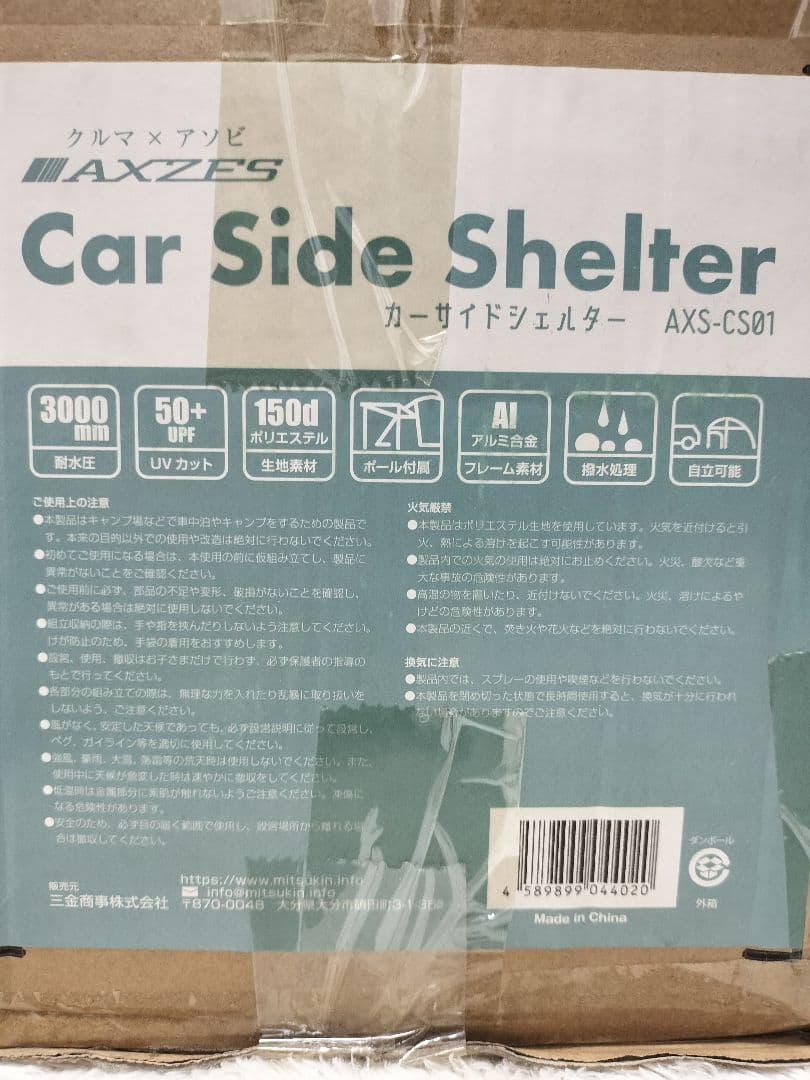 クルマ × アソビ
AXZES
Car Side Shelter
カーサイドシェルター AXS-CS01
3000 mm 耐水圧
50+ UPF UVカット
150d ポリエステル 生地素材
ポール付属
Al アルミ合金 フレーム素材
撥水処理
自立可能
ご使用上の注意
●本製品はキャンプ場などで車中泊やキャンプをするための製品で
す。本来の目的以外での使用や改造は絶対に行わないでください。
●初めてご使用になる場合は、本使用の前に仮組み立てし、製品に
異常がないことをご確認ください。
●ご使用前に必ず、部品の不足や変形、破損がないことを確認し、
異常がある場合は絶対に使用しないでください。
●組立収納の際は、手や指を挟んだりしないよう注意してください。
けが防止のため、手袋の着用をおすすめします。
●設営、使用、撤収はお子さまだけで行わず、必ず保護者の指導の
もとで行ってください。
●各部分の組み立ての際は、無理な力を入れたり乱暴に取り扱いを
しないよう、ご注意ください。
●風がなく、安定した天候であっても、必ず設営説明に従って設営し、
ペグ、ガイライン等を適切に使用してください。
●強風、豪雨、大雪、落雷等の荒天時は使用しないでください。また、
使用中に天候が急変した時は速やかに撤収をしてください。
●低温時は金属部分に素肌が触れないようご注意ください。凍傷に
なる危険性があります。
●安全のため、必ず目の届く範囲で使用し、設営場所から離れる場
合は撤収してください。
火気厳禁
●本製品はポリエステル生地を使用しています。火気を近付けると引
火、熱による溶けを起こす可能性があります。
●製品内での火気の使用は絶対にお止めください。火災、酸欠など重
大な事故の危険性があります。
●高温の物を置いたり、近付けないでください。火災、溶けによるや
けどの危険性があります。
●本製品の近くで、焚き火や花火などを絶対に行わないでください。
換気に注意
●製品内では、スプレーの使用や喫煙などを行わないでください。
●本製品を閉め切った状態で長時間使用すると、換気が十分に行われ
ない場合がありますのでご注意ください。
販売元
三金商事株式会社
https://www.mitsukin.info
info@mitsukin.info
〒870-0048 大分県大分市碩田町3-1-36
4 589899 044020
Made in China
ダンボール
外箱